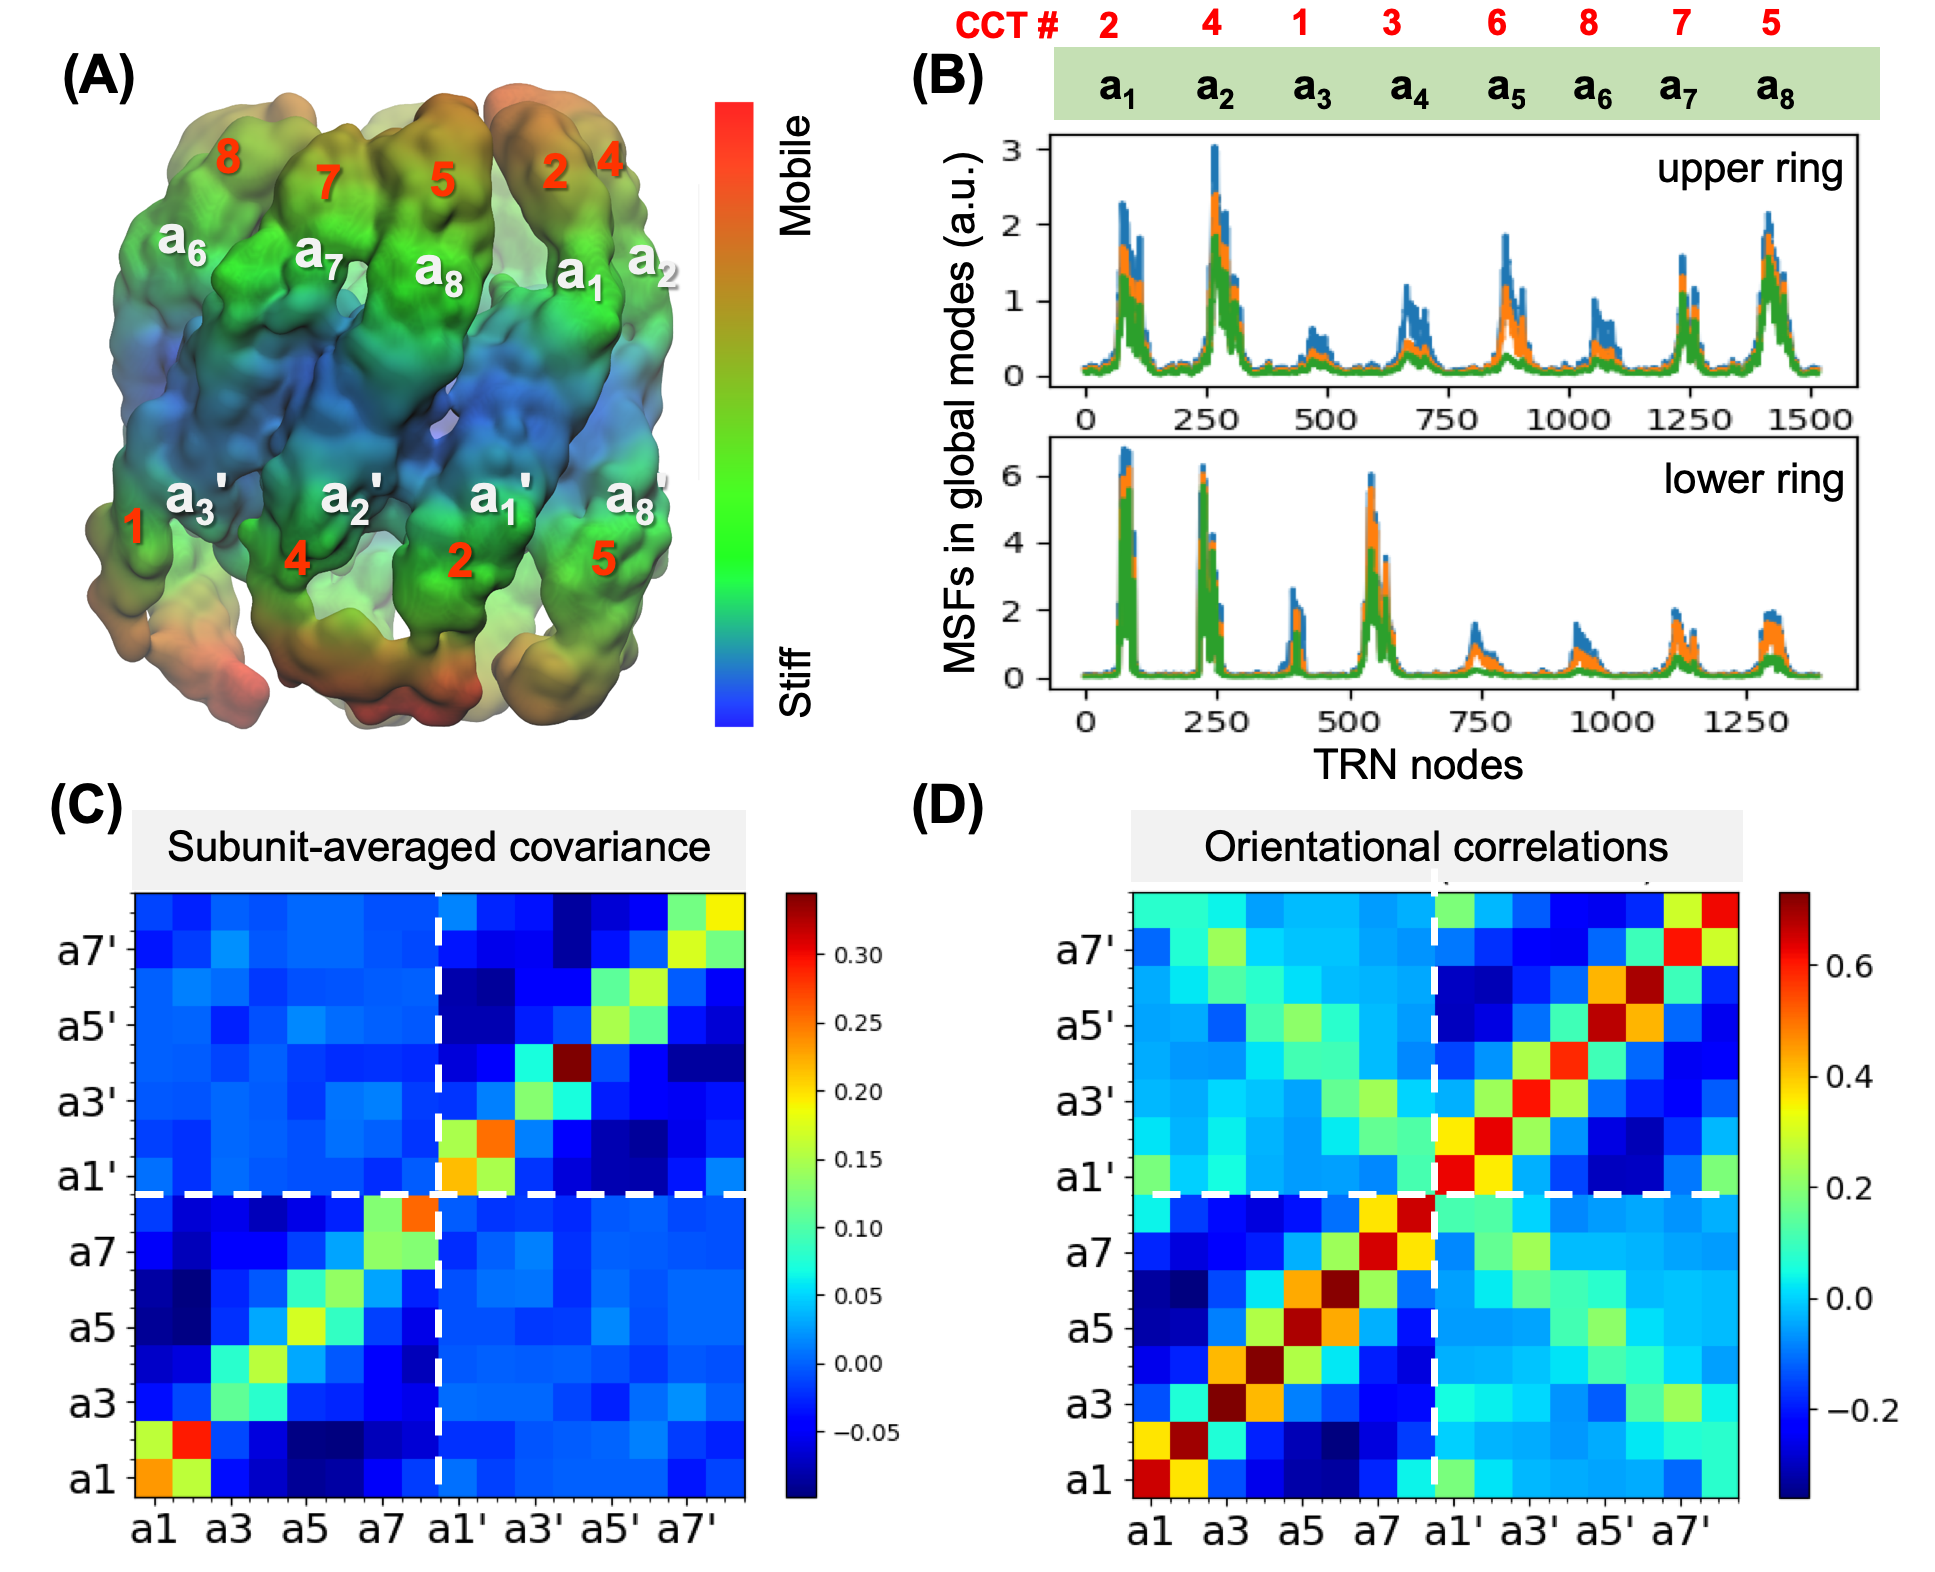 (A)
8
7
5
2
4
a6
a7
a8
a1
a2
a3'
a2'
a1'
a8'
1
4
2
5
Mobile
Stiff
(B)
CCT # 2 4 1 3 6 8 7 5
a1 a2 a3 a4 a5 a6 a7 a8
MSFs in global modes (a.u.)
upper ring
3
2
1
0
0 250 500 750 1000 1250 1500
lower ring
6
4
2
0
0 250 500 750 1000 1250
TRN nodes
(C)
Subunit-averaged covariance
a7'
a5'
a3'
a1'
a7
a5
a3
a1
a1 a3 a5 a7 a1' a3' a5' a7'
0.30
0.25
0.20
0.15
0.10
0.05
0.00
−0.05
(D)
Orientational correlations
a7'
a5'
a3'
a1'
a7
a5
a3
a1
a1 a3 a5 a7 a1' a3' a5' a7'
0.6
0.4
0.2
0.0
−0.2